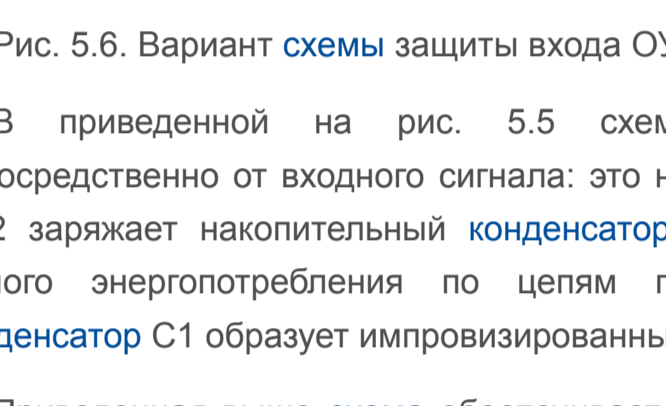 Рис. 5.6. Вариант схемы защиты входа ОУ
В приведенной на рис. 5.5 схем
осредственно от входного сигнала: это н
2 заряжает накопительный конденсатор
ного энергопотребления по цепям п
денсатор С1 образует импровизированны